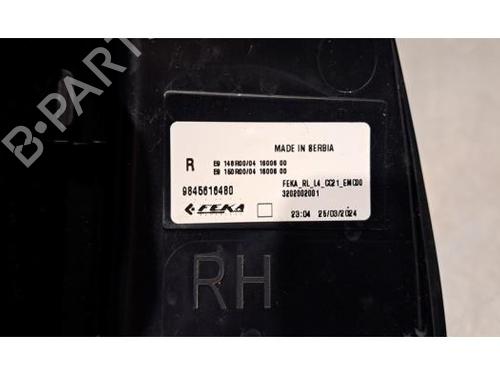 B-PARTS
MADE IN SERBIA
R E9 148R00/04 16006 00
E9 150R00/04 16006 00
9845616480 FEKA_RL_L4_CC21_EMCD0
3202002001
FEKA
23:04 25/03/2024
RH